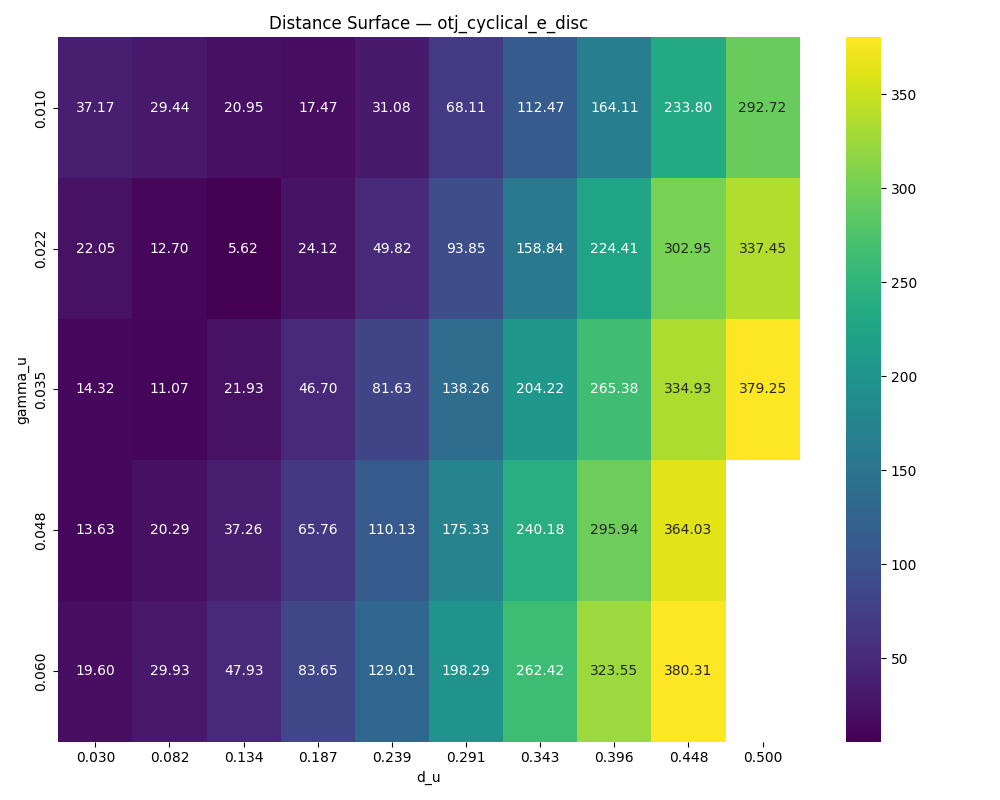 Distance Surface — otj_cyclical_e_disc
gamma_u
0.010 37.17 29.44 20.95 17.47 31.08 68.11 112.47 164.11 233.80 292.72
0.022 22.05 12.70 5.62 24.12 49.82 93.85 158.84 224.41 302.95 337.45
0.035 14.32 11.07 21.93 46.70 81.63 138.26 204.22 265.38 334.93 379.25
0.048 13.63 20.29 37.26 65.76 110.13 175.33 240.18 295.94 364.03
0.060 19.60 29.93 47.93 83.65 129.01 198.29 262.42 323.55 380.31
0.030 0.082 0.134 0.187 0.239 0.291 0.343 0.396 0.448 0.500
d_u
350
300
250
200
150
100
50